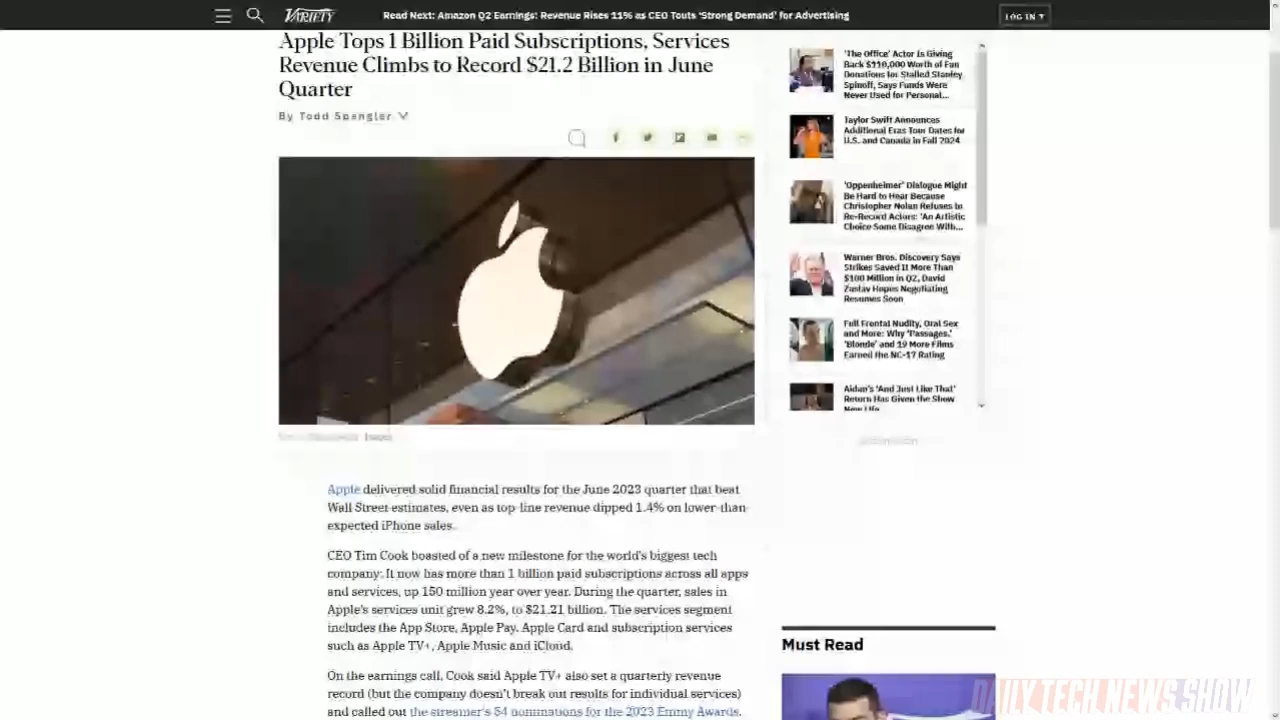 VARIETY
Read Next: Amazon Q2 Earnings: Revenue Rises 11% as CEO Touts 'Strong Demand' for Advertising
LOG IN
Apple Tops 1 Billion Paid Subscriptions, Services
Revenue Climbs to Record $21.2 Billion in June
Quarter
By Todd Spangler
Apple delivered solid financial results for the June 2023 quarter that beat
Wall Street estimates, even as top-line revenue dipped 1.4% on lower-than-
expected iPhone sales.
CEO Tim Cook boasted of a new milestone for the world's biggest tech
company: It now has more than 1 billion paid subscriptions across all apps
and services, up 150 million year over year. During the quarter, sales in
Apple's services unit grew 8.2%, to $21.21 billion. The services segment
includes the App Store, Apple Pay, Apple Card and subscription services
such as Apple TV+, Apple Music and iCloud.
On the earnings call, Cook said Apple TV+ also set a quarterly revenue
record (but the company doesn't break out results for individual services)
and called out the streamer's 54 nominations for the 2023 Emmy Awards.
'The Office' Actor Is Giving
Back $110,000 Worth of Fan
Donations for Stalled Stanley
Spinoff, Says Funds Were
Never Used for Personal...
Taylor Swift Announces
Additional Eras Tour Dates for
U.S. and Canada in Fall 2024
'Oppenheimer' Dialogue Might
Be Hard to Hear Because
Christopher Nolan Refuses to
Re-Record Actors: 'An Artistic
Choice Some Disagree With...
Warner Bros. Discovery Says
Strikes Saved It More Than
$100 Million in Q2, David
Zaslav Hopes Negotiating
Resumes Soon
Full Frontal Nudity, Oral Sex
and More: Why 'Passages,'
'Blonde' and 19 More Films
Earned the NC-17 Rating
Aidan's 'And Just Like That'
Return Has Given the Show
New Life
Must Read
DAILY TECH NEWS SHOW